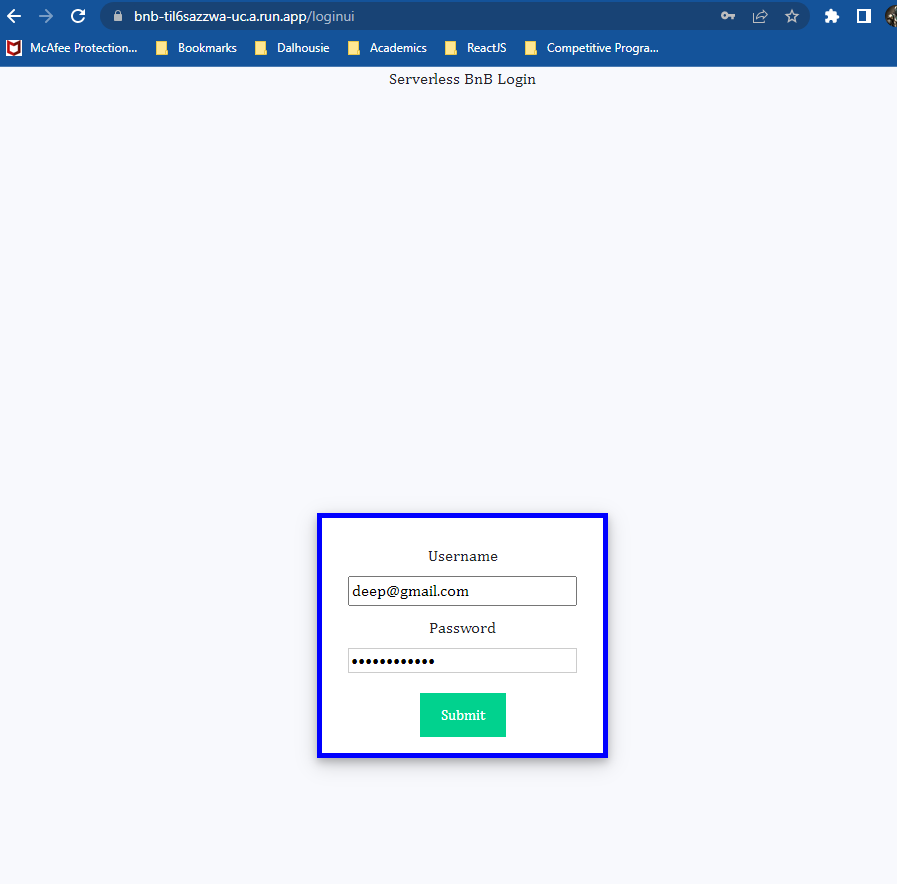 bnb-til6sazzwa-uc.a.run.app/loginui
McAfee Protection... Bookmarks Dalhousie Academics ReactJS Competitive Progra...
Serverless BnB Login
Username
deep@gmail.com
Password
••••••••••••
Submit